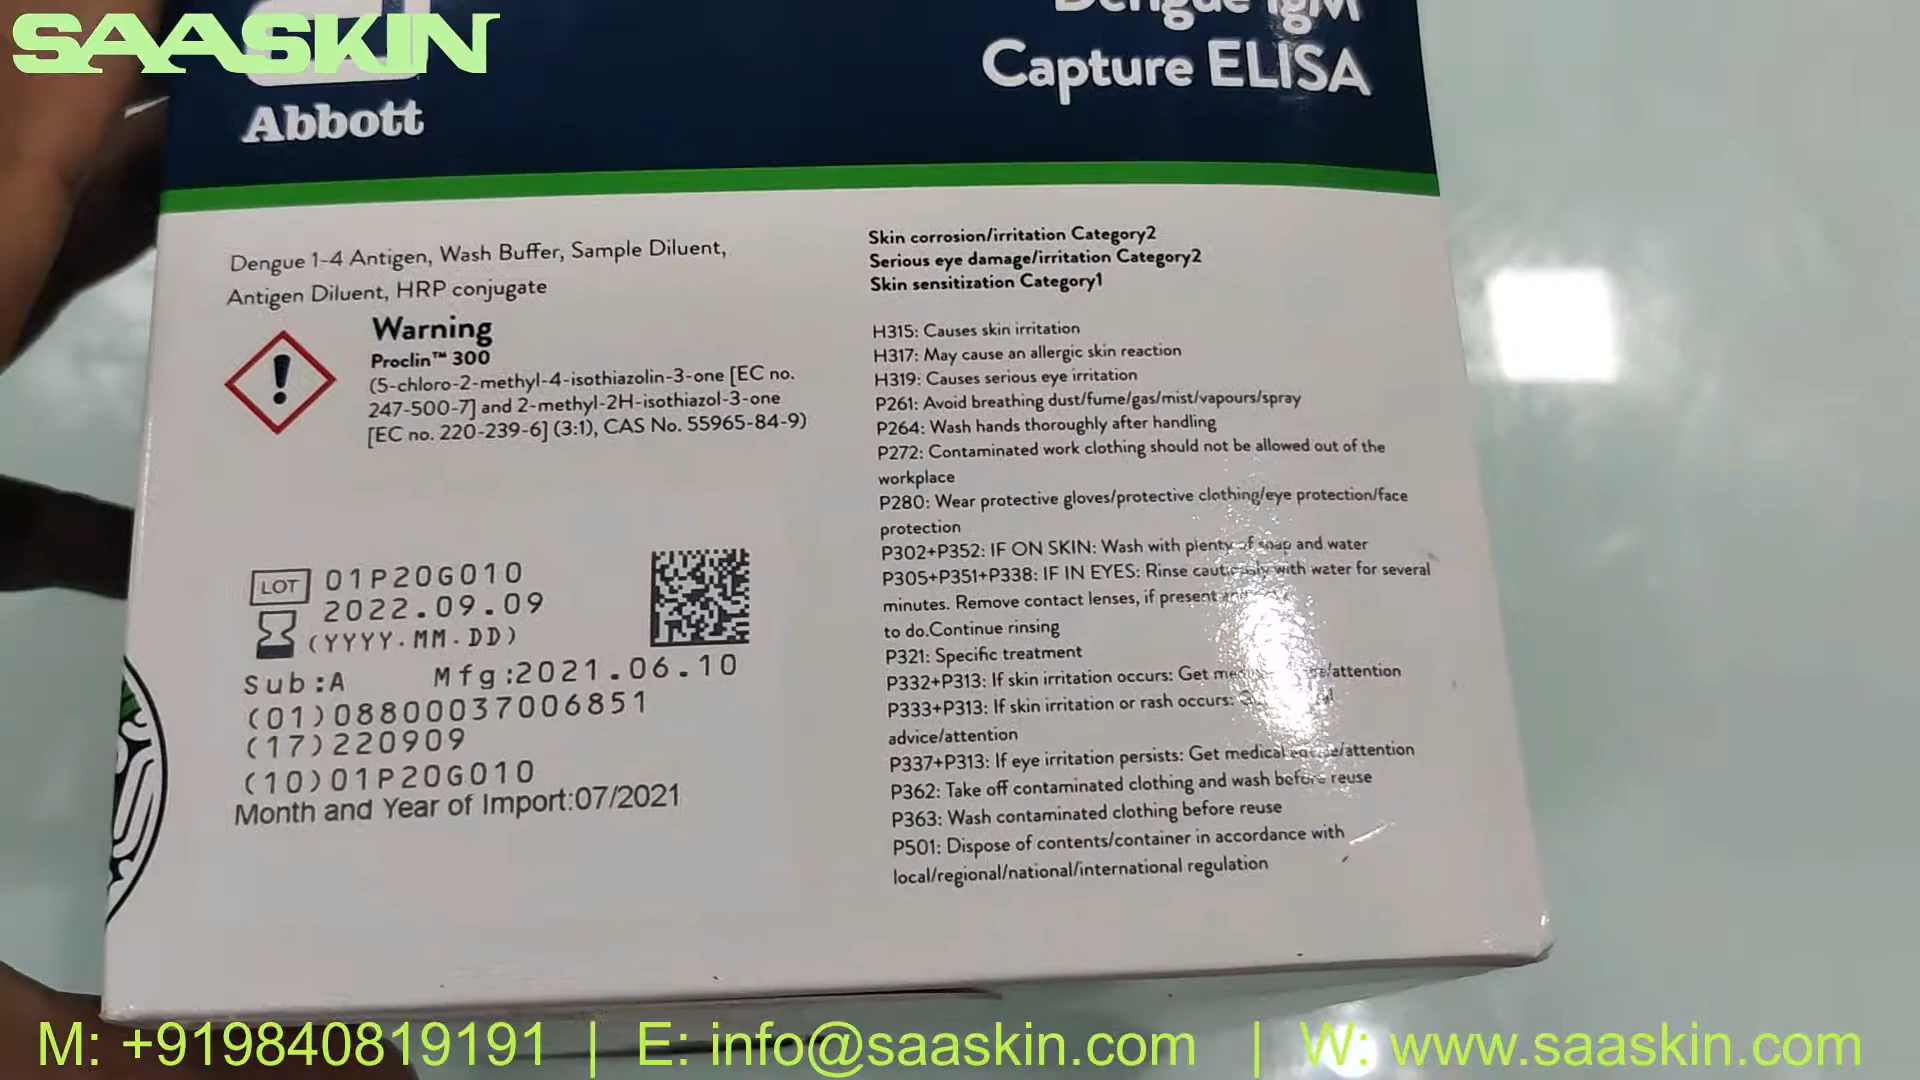 SAASKIN
Abbott
Dengue IgM
Capture ELISA
Dengue 1-4 Antigen, Wash Buffer, Sample Diluent,
Antigen Diluent, HRP conjugate
Warning
Proclin™ 300
(5-chloro-2-methyl-4-isothiazolin-3-one [EC no.
247-500-7] and 2-methyl-2H-isothiazol-3-one
[EC no. 220-239-6] (3:1), CAS No. 55965-84-9)
LOT 01P20G010
2022.09.09
(YYYY.MM.DD)
Sub:A Mfg:2021.06.10
(01)08800037006851
(17)220909
(10)01P20G010
Month and Year of Import:07/2021
Skin corrosion/irritation Category2
Serious eye damage/irritation Category2
Skin sensitization Category1
H315: Causes skin irritation
H317: May cause an allergic skin reaction
H319: Causes serious eye irritation
P261: Avoid breathing dust/fume/gas/mist/vapours/spray
P264: Wash hands thoroughly after handling
P272: Contaminated work clothing should not be allowed out of the
workplace
P280: Wear protective gloves/protective clothing/eye protection/face
protection
P302+P352: IF ON SKIN: Wash with plenty of soap and water
P305+P351+P338: IF IN EYES: Rinse cautiously with water for several
minutes. Remove contact lenses, if present and
to do.Continue rinsing
P321: Specific treatment
P332+P313: If skin irritation occurs: Get medical advice/attention
P333+P313: If skin irritation or rash occurs:
advice/attention
P337+P313: If eye irritation persists: Get medical advice/attention
P362: Take off contaminated clothing and wash before reuse
P363: Wash contaminated clothing before reuse
P501: Dispose of contents/container in accordance with
local/regional/national/international regulation
M: +919840819191 | E: info@saaskin.com | W: www.saaskin.com